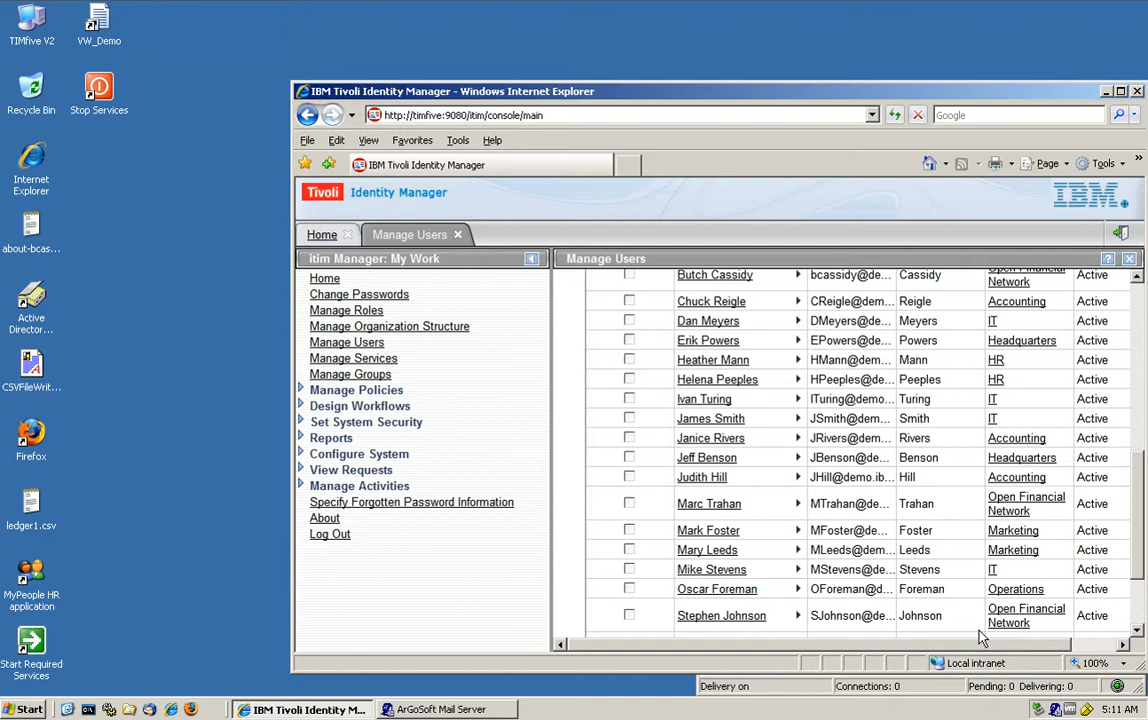 TIMfive V2
VW_Demo
Recycle Bin
Stop Services
Internet
Explorer
about-bcas...
Active
Director...
CSVFileWrit...
Firefox
ledger1.csv
MyPeople HR
application
Start Required
Services
IBM Tivoli Identity Manager - Windows Internet Explorer
http://timfive:9080/itim/console/main
Google
File Edit View Favorites Tools Help
IBM Tivoli Identity Manager
Page Tools »
Tivoli Identity Manager
IBM
Home Manage Users
itim Manager: My Work
Manage Users
Home
Change Passwords
Manage Roles
Manage Organization Structure
Manage Users
Manage Services
Manage Groups
Manage Policies
Design Workflows
Set System Security
Reports
Configure System
View Requests
Manage Activities
Specify Forgotten Password Information
About
Log Out
Butch Cassidy bcassidy@de... Cassidy Open Financial Network Active
Chuck Reigle CReigle@dem... Reigle Accounting Active
Dan Meyers DMeyers@de... Meyers IT Active
Erik Powers EPowers@de... Powers Headquarters Active
Heather Mann HMann@dem... Mann HR Active
Helena Peeples HPeeples@de... Peeples HR Active
Ivan Turing ITuring@dem... Turing IT Active
James Smith JSmith@dem... Smith IT Active
Janice Rivers JRivers@dem... Rivers Accounting Active
Jeff Benson JBenson@de... Benson Headquarters Active
Judith Hill JHill@demo.ib... Hill Accounting Active
Marc Trahan MTrahan@de... Trahan Open Financial Network Active
Mark Foster MFoster@de... Foster Marketing Active
Mary Leeds MLeeds@de... Leeds Marketing Active
Mike Stevens MStevens@de... Stevens IT Active
Oscar Foreman OForeman@d... Foreman Operations Active
Stephen Johnson SJohnson@de... Johnson Open Financial Network Active
Local intranet 100%
Delivery on Connections: 0 Pending: 0 Delivering: 0
Start IBM Tivoli Identity M... ArGoSoft Mail Server 5:11 AM